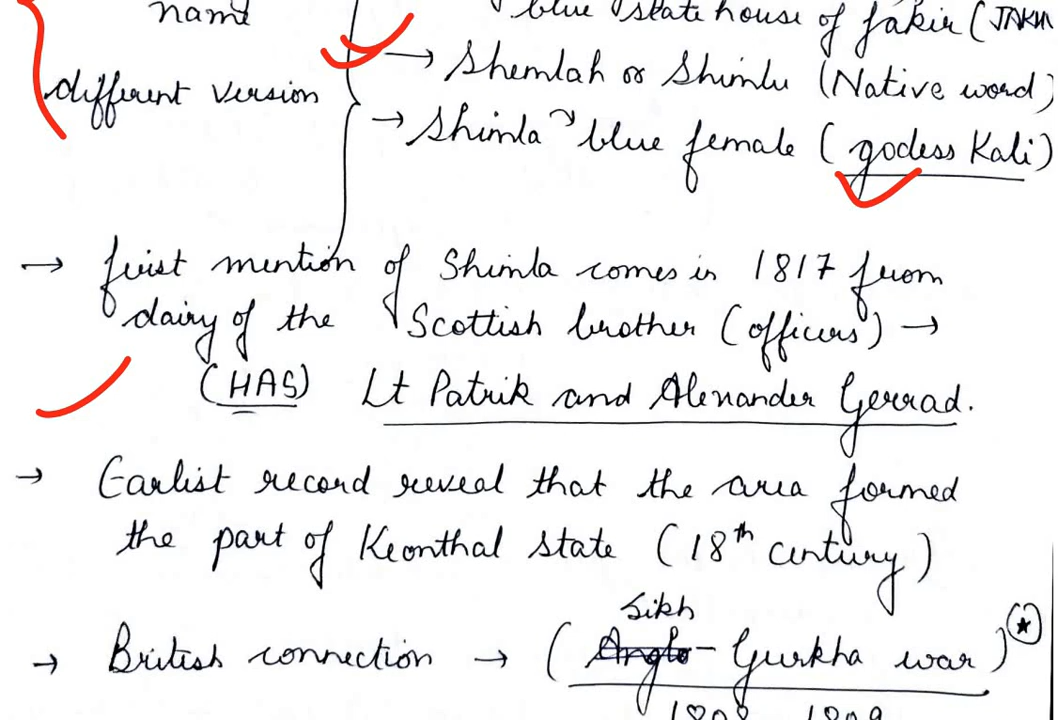 name
blue state house of fakir (JAKH
→ Shemlah or Shimlu (Native word)
different version
→ Shimla blue female (godess Kali)
→ first mention of Shimla comes in 1817 from
dairy of the Scottish brother (officers) →
(HAS) Lt Patrik and Alexander Gerrad.
→ Earlist record reveal that the area formed
the part of Keonthal state (18th century)
Sikh
→ British connection → (Anglo - Gurkha war)